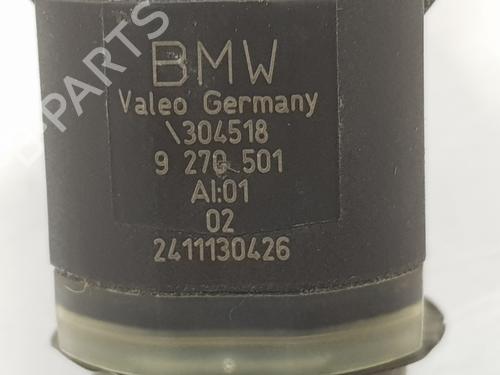 BMW
Valeo Germany
\304518
9 270 501
AI:01
02
2411130426
B-PARTS